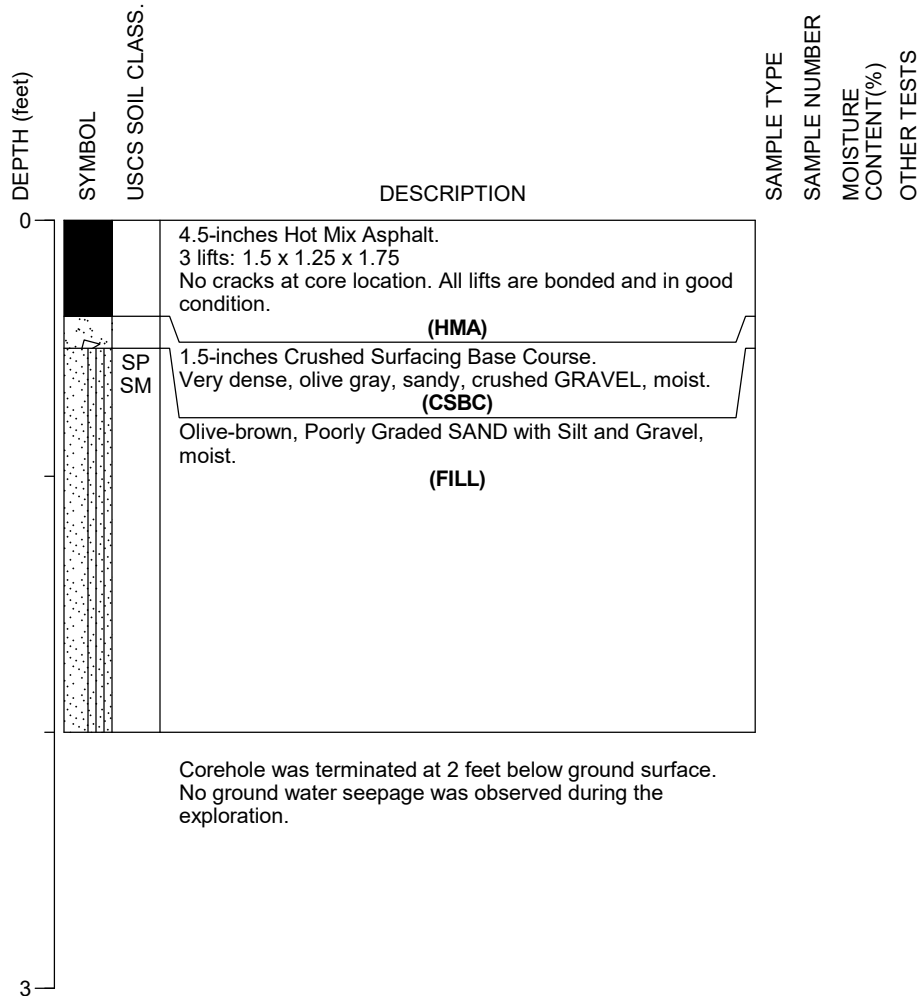 DEPTH (feet)
SYMBOL
USCS SOIL CLASS.
DESCRIPTION
SAMPLE TYPE
SAMPLE NUMBER
MOISTURE
CONTENT(%)
OTHER TESTS
0
4.5-inches Hot Mix Asphalt.
3 lifts: 1.5 x 1.25 x 1.75
No cracks at core location. All lifts are bonded and in good
condition.
(HMA)
SP
SM
1.5-inches Crushed Surfacing Base Course.
Very dense, olive gray, sandy, crushed GRAVEL, moist.
(CSBC)
Olive-brown, Poorly Graded SAND with Silt and Gravel,
moist.
(FILL)
Corehole was terminated at 2 feet below ground surface.
No ground water seepage was observed during the
exploration.
3